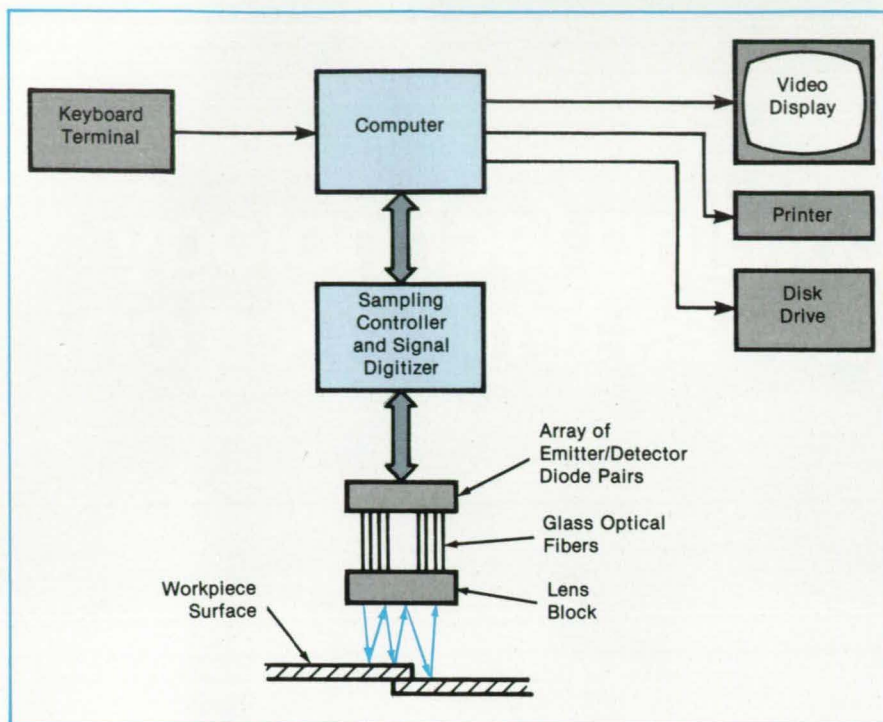 Keyboard
Terminal
Computer
Video
Display
Printer
Disk
Drive
Sampling
Controller
and Signal
Digitizer
Array of
Emitter/Detector
Diode Pairs
Glass Optical
Fibers
Lens
Block
Workpiece
Surface